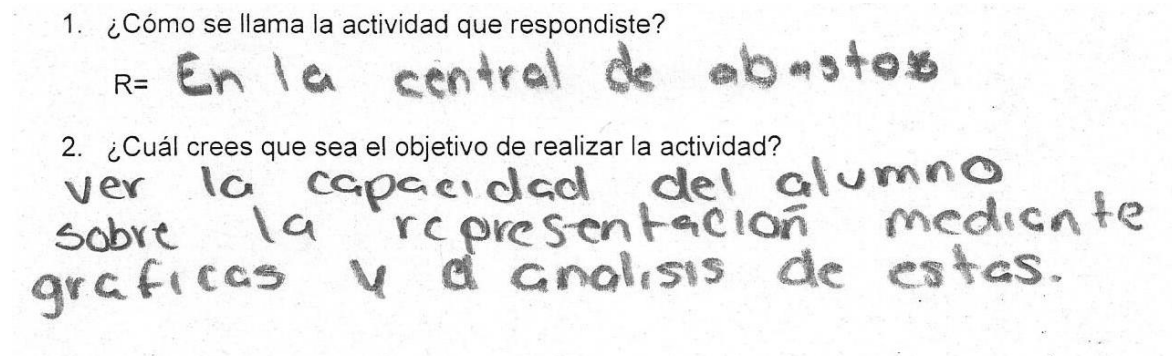 1. ¿Cómo se llama la actividad que respondiste?
R= En la central de abastos
2. ¿Cuál crees que sea el objetivo de realizar la actividad?
ver la capacidad del alumno
sobre la representación mediante
graficas y a analisis de estas.